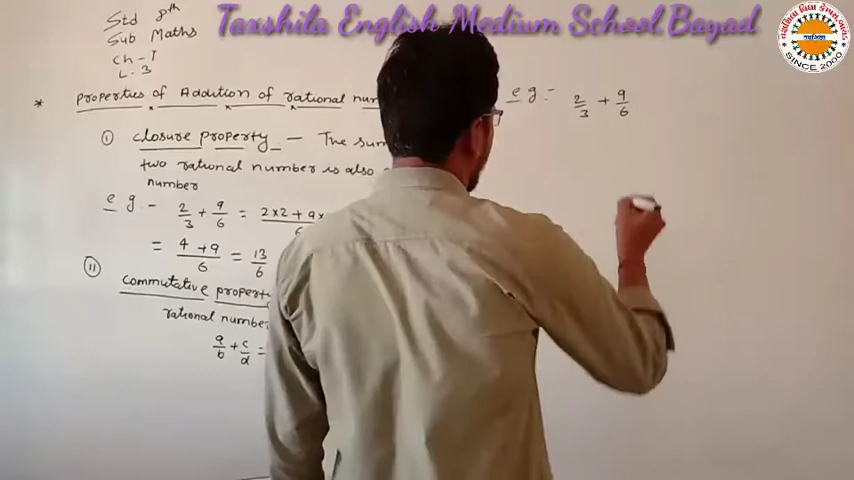 Taxshila English Medium School Bayad
Std 8th
Sub Maths
Ch - 1
L. 3
* Properties of Addition of rational num
① closure property – The sum
two rational number is also
number
e g - 2/3 + 9/6 = 2×2 + 9×
= 4 + 9/6 = 13/6
② commutative property
rational number
a/b + c/d =
e g :- 2/3 + 9/6
SINCE 2000